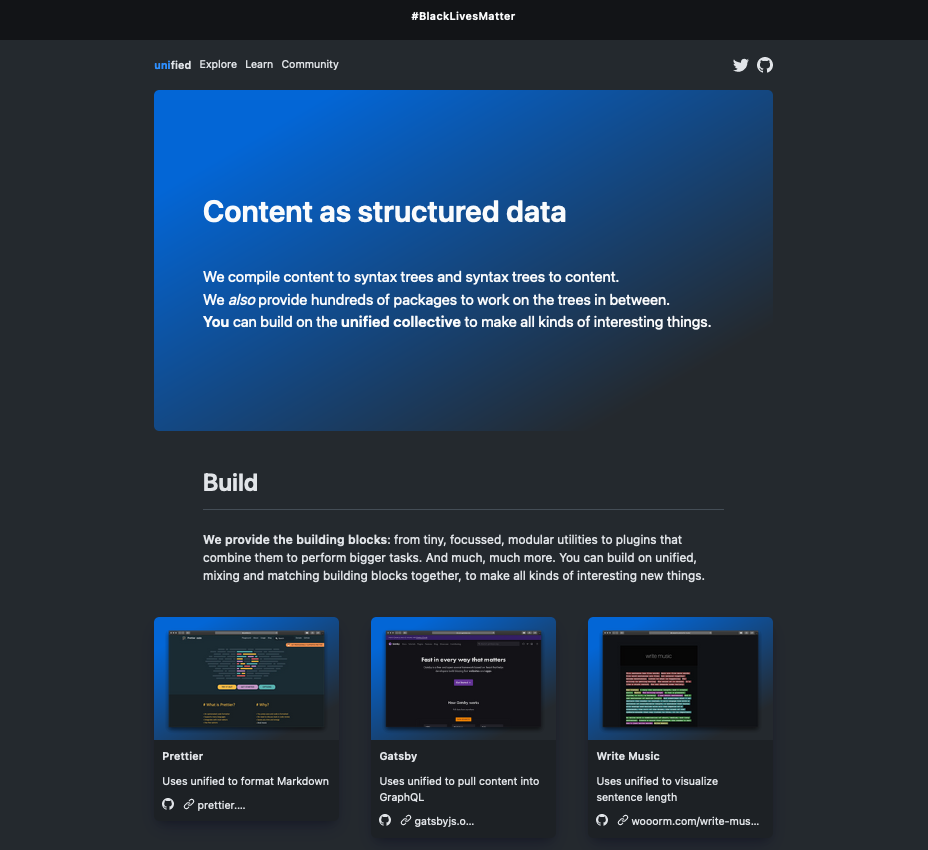 #BlackLivesMatter
unified Explore Learn Community
Content as structured data
We compile content to syntax trees and syntax trees to content.
We also provide hundreds of packages to work on the trees in between.
You can build on the unified collective to make all kinds of interesting things.
Build
We provide the building blocks: from tiny, focussed, modular utilities to plugins that
combine them to perform bigger tasks. And much, much more. You can build on unified,
mixing and matching building blocks together, to make all kinds of interesting new things.
What is Prettier?
Why?
Fast in every way that matters
How Gatsby works
write music
Prettier
Uses unified to format Markdown
prettier....
Gatsby
Uses unified to pull content into
GraphQL
gatsbyjs.o...
Write Music
Uses unified to visualize
sentence length
wooorm.com/write-mus...